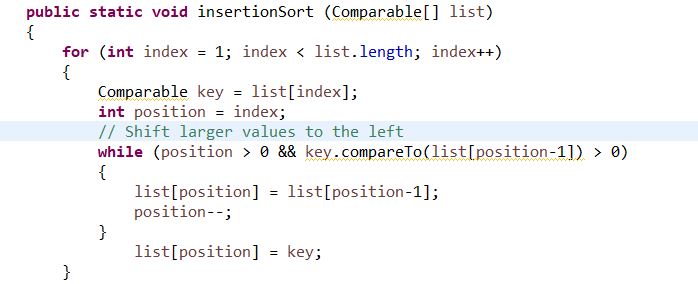 public static void insertionSort (Comparable[] list)
{
for (int index = 1; index < list.length; index++)
{
Comparable key = list[index];
int position = index;
// Shift larger values to the left
while (position > 0 && key.compareTo(list[position-1]) > 0)
{
list[position] = list[position-1];
position--;
}
list[position] = key;
}